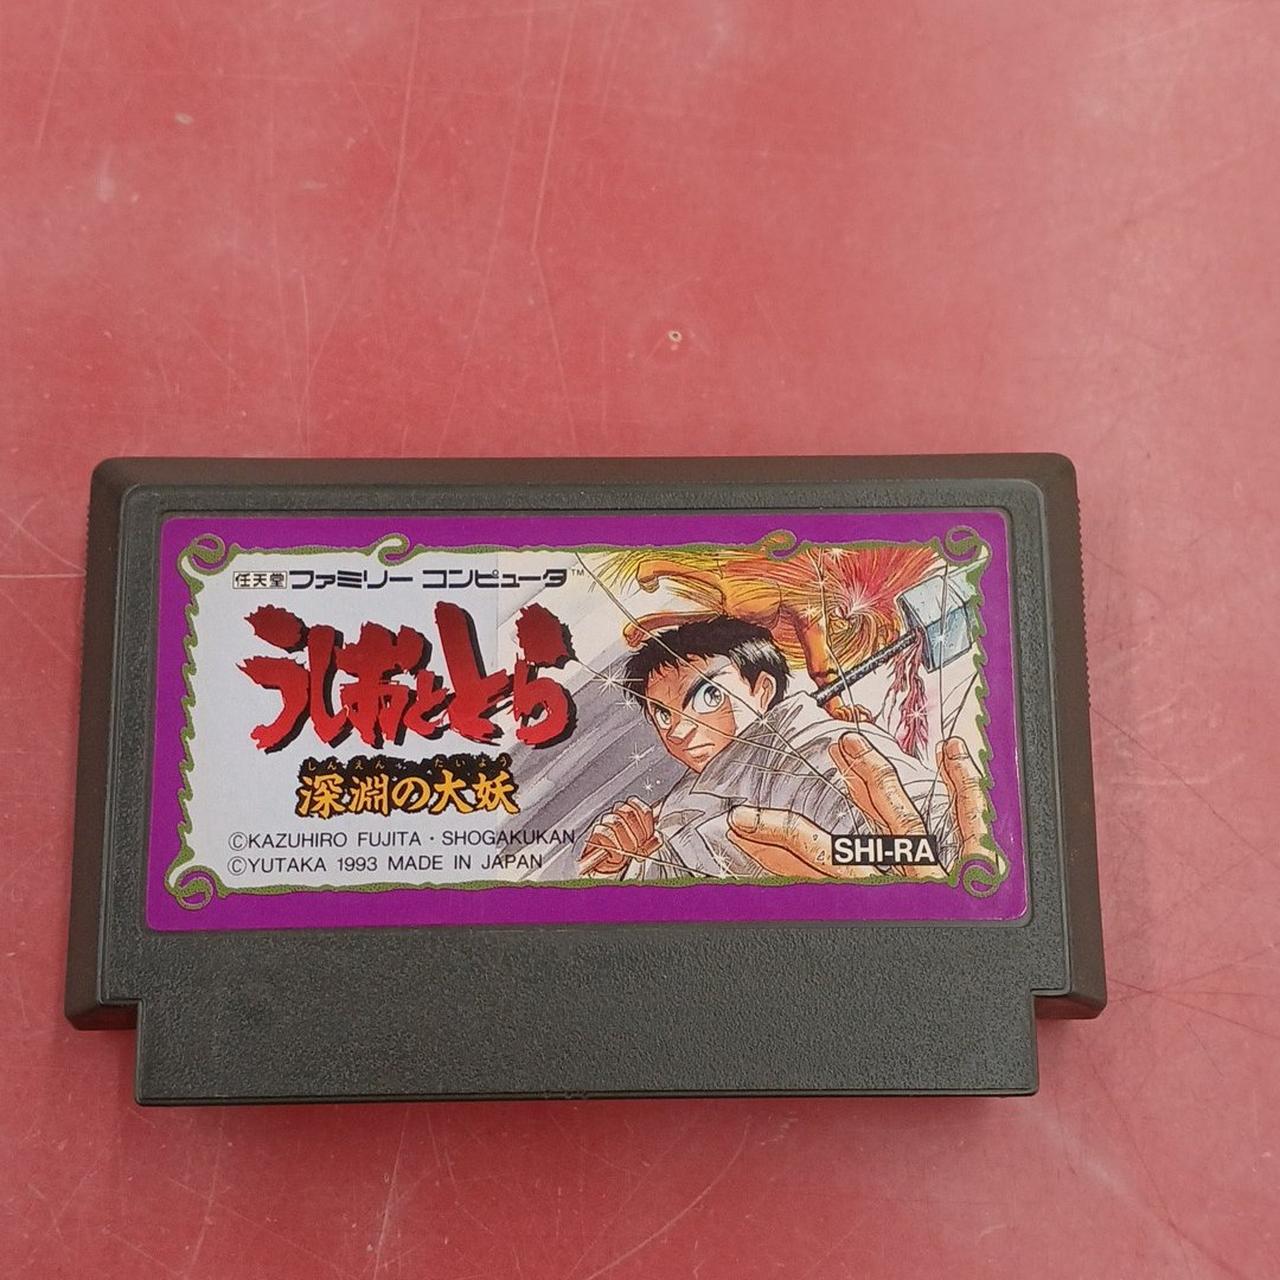 任天堂 ファミリー コンピュータ™
うしおととら
しんえん たいよう
深淵の大妖
©KAZUHIRO FUJITA・SHOGAKUKAN
©YUTAKA 1993 MADE IN JAPAN
SHI-RA